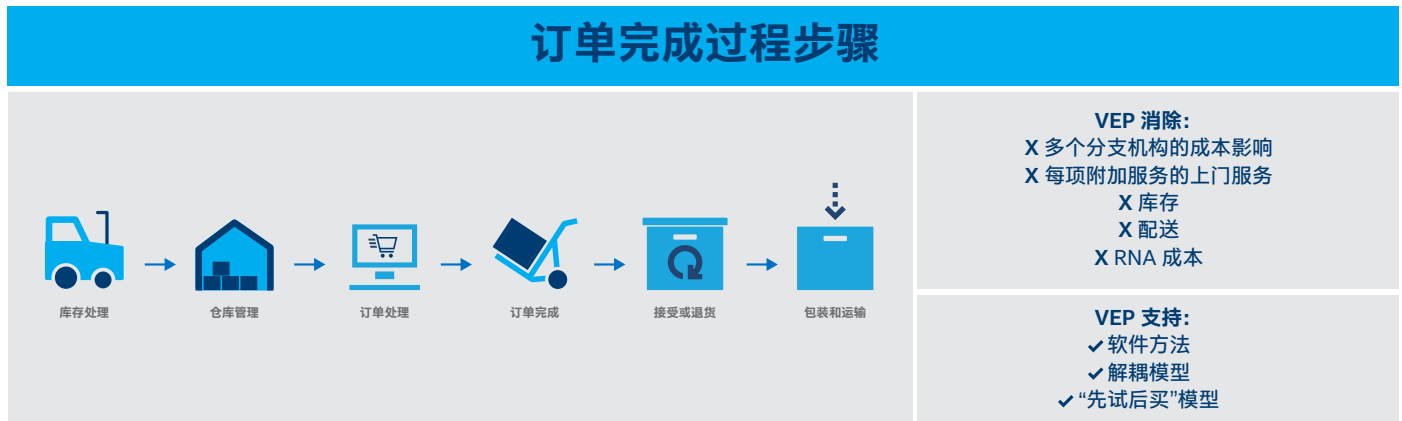 订单完成过程步骤
库存处理
仓库管理
订单处理
订单完成
接受或退货
包装和运输
VEP 消除：
X 多个分支机构的成本影响
X 每项附加服务的上门服务
X 库存
X 配送
X RNA 成本
VEP 支持：
✓ 软件方法
✓ 解耦模型
✓ “先试后买”模型